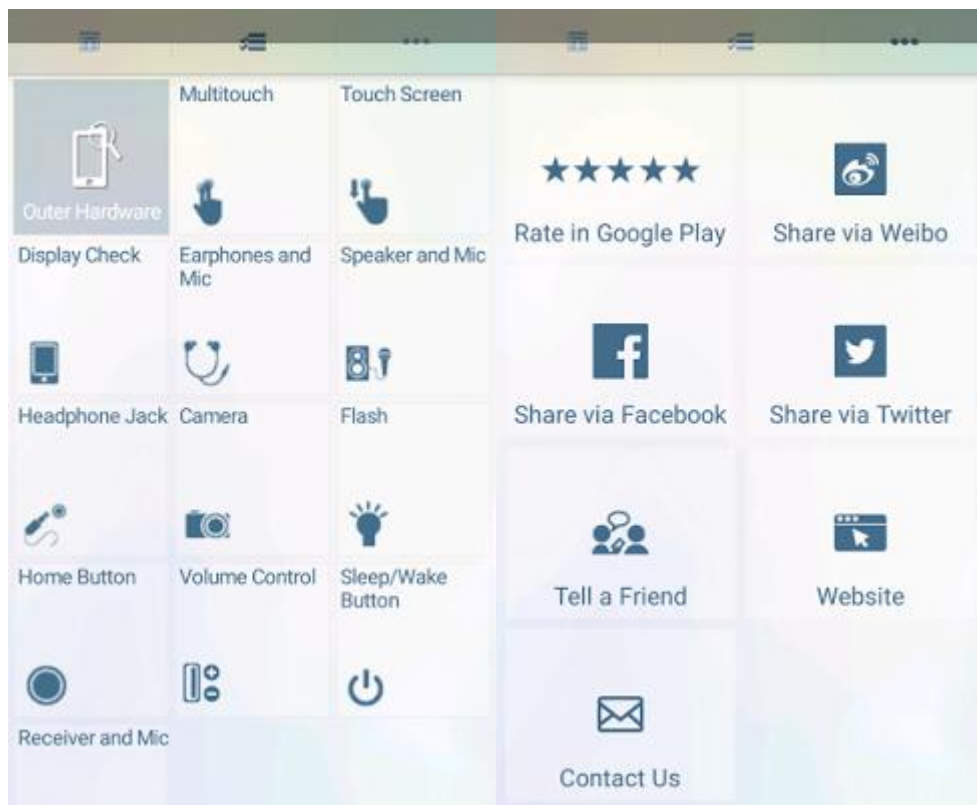 Outer Hardware
Multitouch
Touch Screen
Display Check
Earphones and
Mic
Speaker and Mic
Headphone Jack
Camera
Flash
Home Button
Volume Control
Sleep/Wake
Button
Receiver and Mic
Rate in Google Play
Share via Weibo
Share via Facebook
Share via Twitter
Tell a Friend
Website
Contact Us